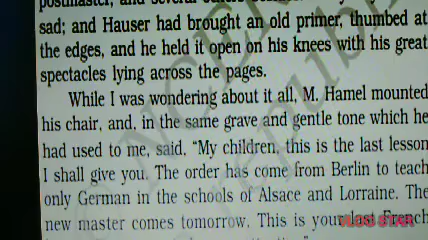 postmaster, and several
sad; and Hauser had brought an old primer, thumbed at
the edges, and he held it open on his knees with his great
spectacles lying across the pages.
While I was wondering about it all, M. Hamel mounted
his chair, and, in the same grave and gentle tone which he
had used to me, said, “My children, this is the last lesson
I shall give you. The order has come from Berlin to teach
only German in the schools of Alsace and Lorraine. The
new master comes tomorrow. This is your last French